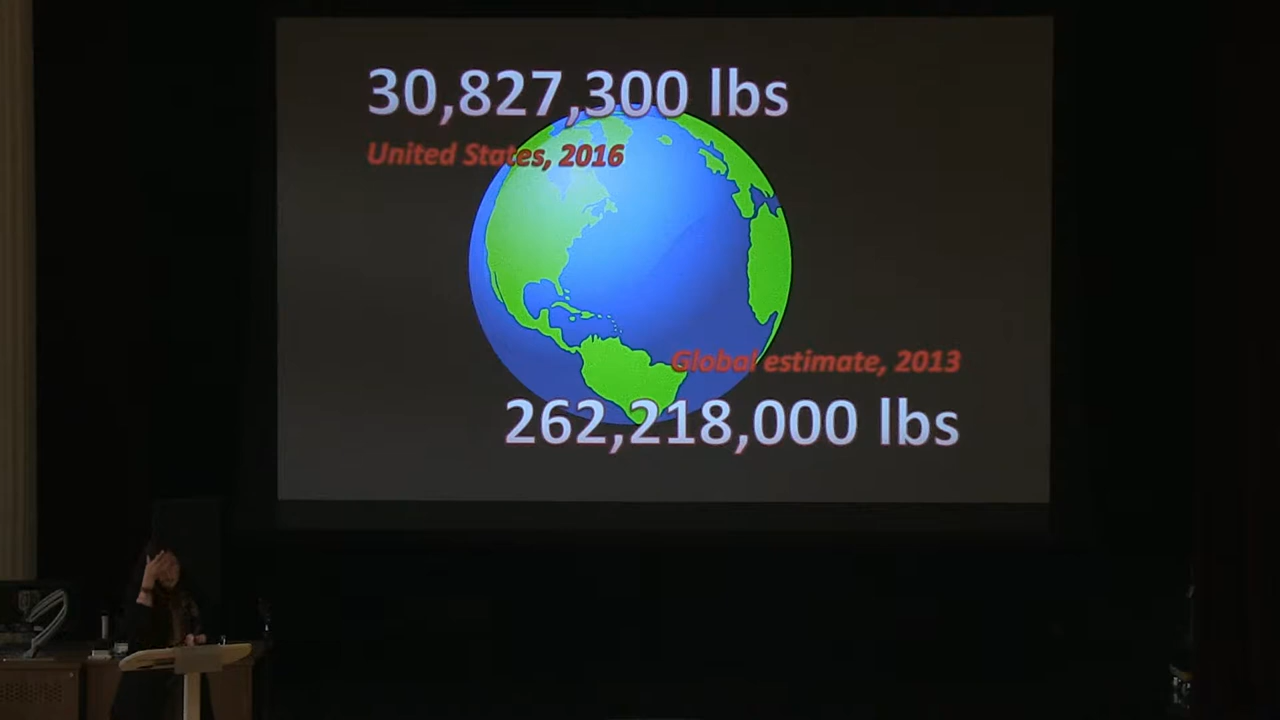 30,827,300 lbs
United States, 2016
Global estimate, 2013
262,218,000 lbs